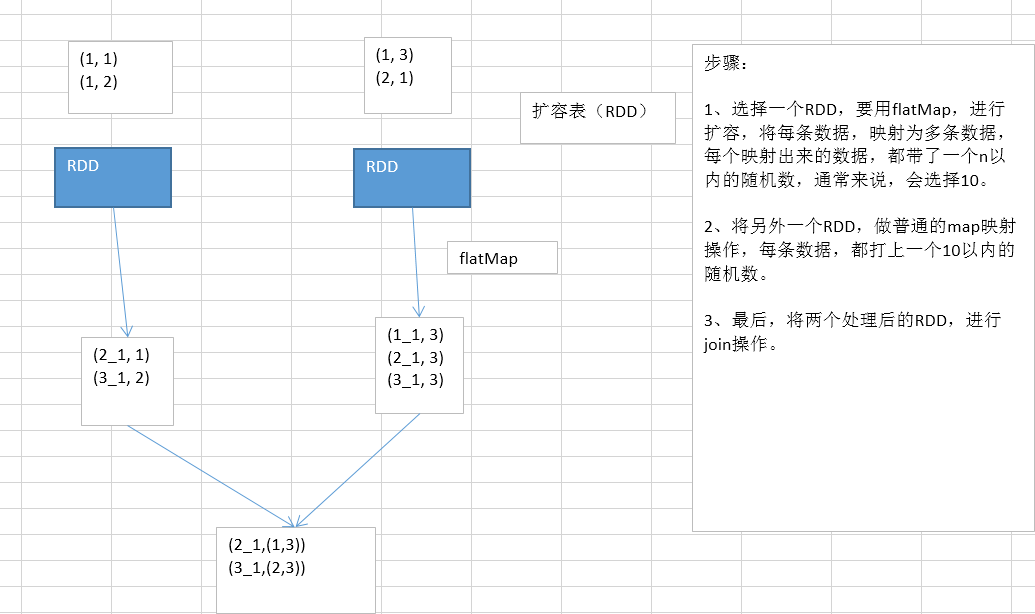 (1, 1)
(1, 2)
(1, 3)
(2, 1)
扩容表（RDD）
RDD
RDD
flatMap
(2_1, 1)
(3_1, 2)
(1_1, 3)
(2_1, 3)
(3_1, 3)
(2_1,(1,3))
(3_1,(2,3))
步骤：
1、选择一个RDD，要用flatMap，进行
扩容，将每条数据，映射为多条数据，
每个映射出来的数据，都带了一个n以
内的随机数，通常来说，会选择10。
2、将另外一个RDD，做普通的map映射
操作，每条数据，都打上一个10以内的
随机数。
3、最后，将两个处理后的RDD，进行
join操作。